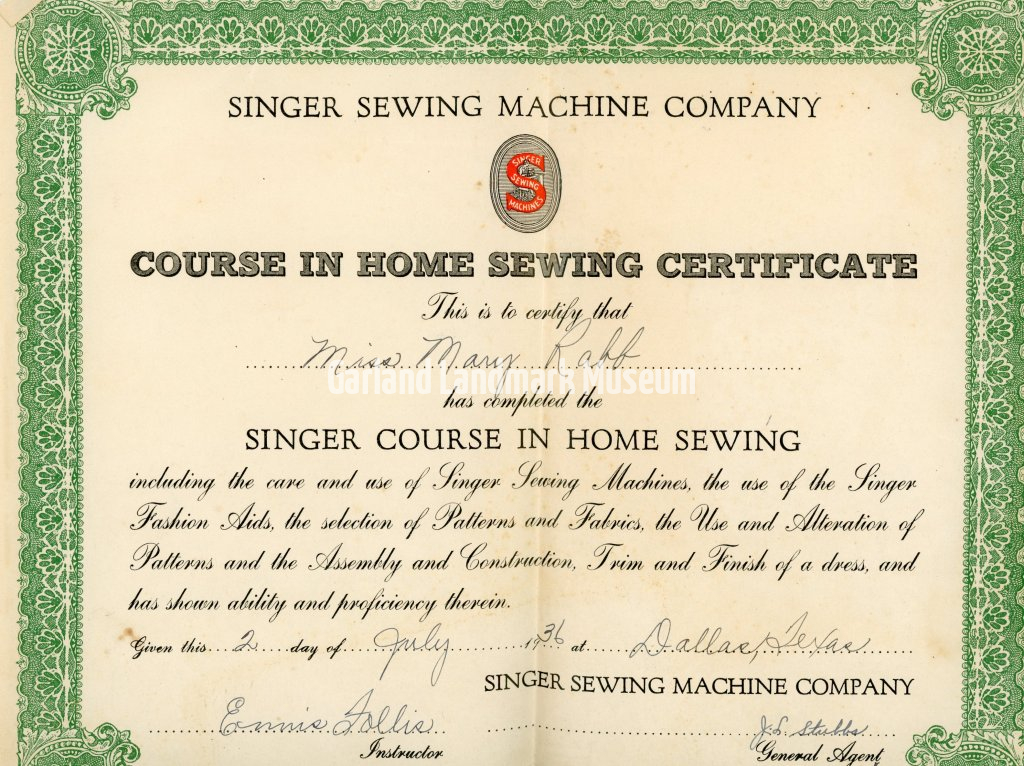 SINGER SEWING MACHINE COMPANY
SINGER
SEWING
MACHINES
COURSE IN HOME SEWING CERTIFICATE
This is to certify that
Miss Mary Rabb
Garland Landmark Museum
has completed the
SINGER COURSE IN HOME SEWING
including the care and use of Singer Sewing Machines, the use of the Singer
Fashion Aids, the selection of Patterns and Fabrics, the Use and Alteration of
Patterns and the Assembly and Construction, Trim and Finish of a dress, and
has shown ability and proficiency therein.
Given this 2 day of July 1936 at Dallas, Texas
SINGER SEWING MACHINE COMPANY
Ennis Follis J.L. Stubbs
Instructor General Agent